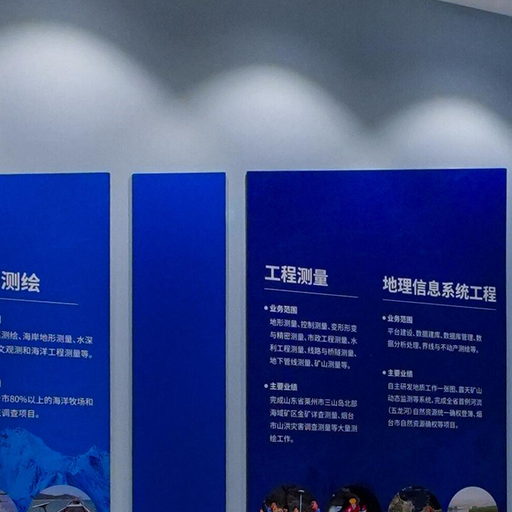 测绘
测绘、海岸地形测量、水深
文观测和海洋工程测量等。
市80%以上的海洋牧场和
调查项目。
工程测量
业务范围
地形测量、控制测量、变形形变
与精密测量、市政工程测量、水
利工程测量、线路与桥隧测量、
地下管线测量、矿山测量等。
主要业绩
完成山东省莱州市三山岛北部
海域矿区金矿详查测量、烟台
市山洪灾害调查测量等大量测
绘工作。
地理信息系统工程
业务范围
平台建设、数据建库、数据库管理、数
据分析处理、界线与不动产测绘等。
主要业绩
自主研发地质工作一张图、露天矿山
动态监测等系统，完成全省首例河流
（五龙河）自然资源统一确权登簿、烟
台市自然资源确权等项目。